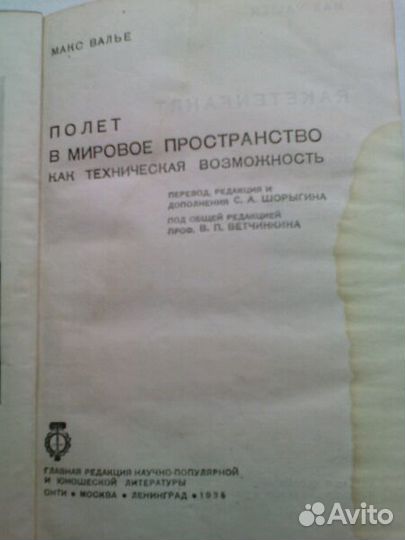 МАКС ВАЛЬЕ
RAKETENFAHRT
ПОЛЕТ
В МИРОВОЕ ПРОСТРАНСТВО
КАК ТЕХНИЧЕСКАЯ ВОЗМОЖНОСТЬ
ПЕРЕВОД, РЕДАКЦИЯ И
ДОПОЛНЕНИЯ С. А. ШОРЫГИНА
ПОД ОБЩЕЙ РЕДАКЦИЕЙ
ПРОФ. В. П. ВЕТЧИНКИНА
ГЛАВНАЯ РЕДАКЦИЯ НАУЧНО-ПОПУЛЯРНОЙ
И ЮНОШЕСКОЙ ЛИТЕРАТУРЫ
ОНТИ • МОСКВА • ЛЕНИНГРАД • 1936
Avito